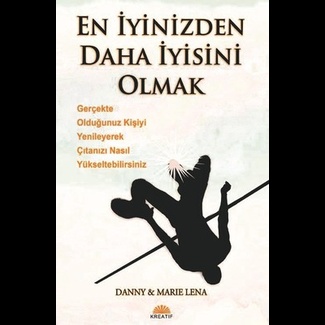 EN İYİNİZDEN
DAHA İYİSİNİ
OLMAK
Gerçekte
Olduğunuz Kişiyi
Yenileyerek
Çıtanızı Nasıl
Yükseltebilirsiniz
DANNY & MARIE LENA
KREATİF